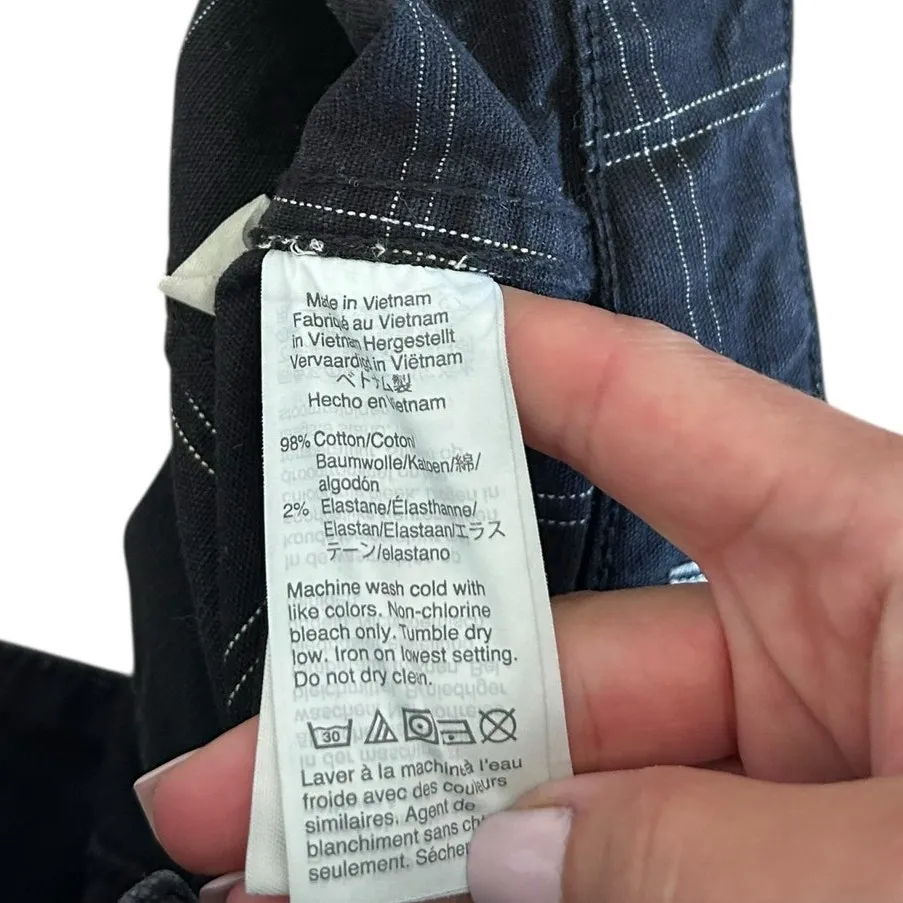 Made in Vietnam
Fabriqué au Vietnam
in Vietnam Hergestellt
Vervaardigd in Viëtnam
ベトナム製
Hecho en Vietnam
98% Cotton/Coton/
Baumwolle/Katoen/綿/
algodón
2% Elastane/Élasthanne/
Elastan/Elastaan/エラス
テーン/elastano
Machine wash cold with
like colors. Non-chlorine
bleach only. Tumble dry
low. Iron on lowest setting.
Do not dry clean.
30
Laver à la machine à l'eau
froide avec des couleurs
similaires. Agent de
blanchiment sans
seulement.